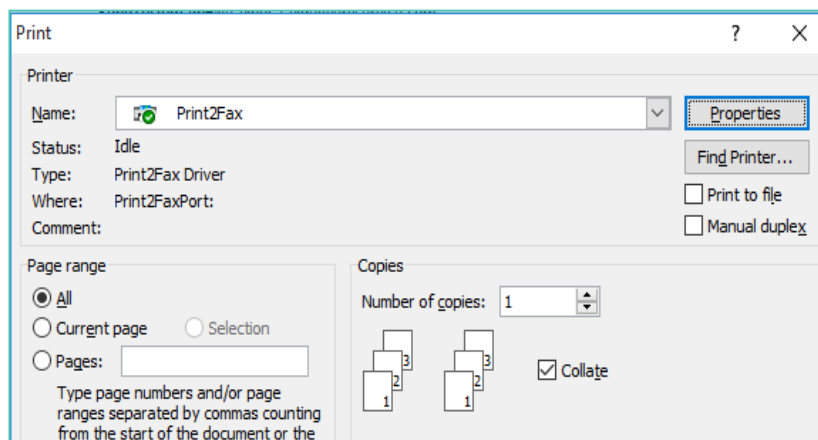 Print
Printer
Name: Print2Fax
Properties
Status: Idle
Find Printer...
Type: Print2Fax Driver
Where: Print2FaxPort:
Print to file
Comment:
Manual duplex
Page range
All
Current page
Selection
Pages:
Type page numbers and/or page
ranges separated by commas counting
from the start of the document or the
Copies
Number of copies: 1
3 3
2 2
1 1
Collate